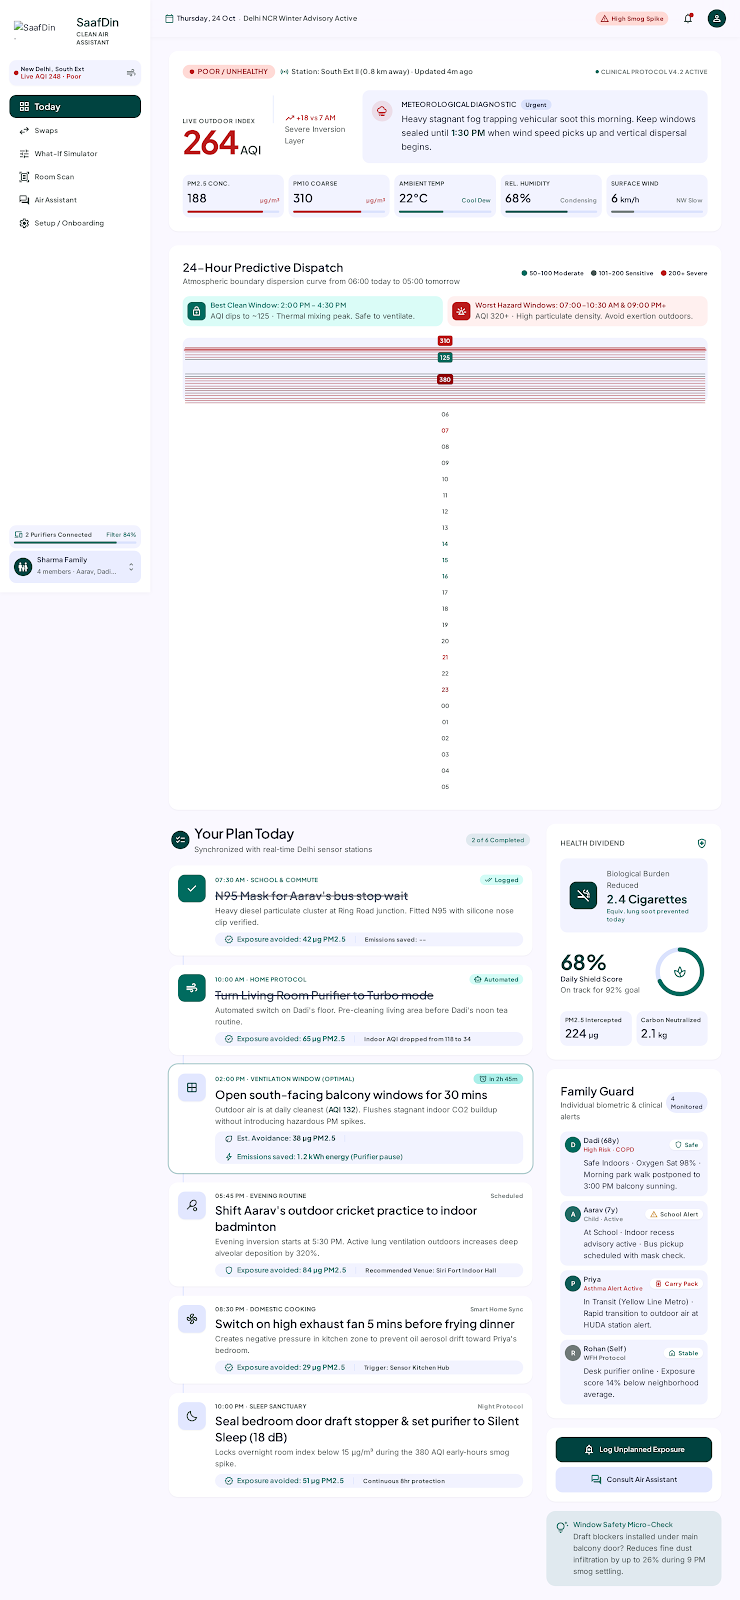 SaafDin
SaafDin
CLEAN AIR
ASSISTANT
New Delhi, South Ext
Live AQI 248 · Poor
Today
Swaps
What-If Simulator
Room Scan
Air Assistant
Setup / Onboarding
2 Purifiers Connected
Filter 84%
Sharma Family
4 members · Aarav, Dadi...
Thursday, 24 Oct · Delhi NCR Winter Advisory Active
High Smog Spike
POOR / UNHEALTHY
Station: South Ext II (0.8 km away) · Updated 4m ago
CLINICAL PROTOCOL V4.2 ACTIVE
LIVE OUTDOOR INDEX
264 AQI
+18 vs 7 AM
Severe Inversion
Layer
METEOROLOGICAL DIAGNOSTIC
Urgent
Heavy stagnant fog trapping vehicular soot this morning. Keep windows
sealed until 1:30 PM when wind speed picks up and vertical dispersal
begins.
PM2.5 CONC.
188
µg/m³
PM10 COARSE
310
µg/m³
AMBIENT TEMP
22°C
Cool Dew
REL. HUMIDITY
68%
Condensing
SURFACE WIND
6 km/h
NW Slow
24-Hour Predictive Dispatch
Atmospheric boundary dispersion curve from 06:00 today to 05:00 tomorrow
50-100 Moderate
101-200 Sensitive
200+ Severe
Best Clean Window: 2:00 PM – 4:30 PM
AQI dips to ~125 · Thermal mixing peak. Safe to ventilate.
Worst Hazard Windows: 07:00–10:30 AM & 09:00 PM+
AQI 320+ · High particulate density. Avoid exertion outdoors.
310
125
380
06
07
08
09
10
11
12
13
14
15
16
17
18
19
20
21
22
23
00
01
02
03
04
05
Your Plan Today
Synchronized with real-time Delhi sensor stations
2 of 6 Completed
07:30 AM · SCHOOL & COMMUTE
Logged
N95 Mask for Aarav's bus stop wait
Heavy diesel particulate cluster at Ring Road junction. Fitted N95 with silicone nose
clip verified.
Exposure avoided: 42 µg PM2.5
Emissions saved: --
10:00 AM · HOME PROTOCOL
Automated
Turn Living Room Purifier to Turbo mode
Automated switch on Dadi's floor. Pre-cleaning living area before Dadi's noon tea
routine.
Exposure avoided: 65 µg PM2.5
Indoor AQI dropped from 118 to 34
02:00 PM · VENTILATION WINDOW (OPTIMAL)
In 2h 45m
Open south-facing balcony windows for 30 mins
Outdoor air is at daily cleanest (AQI 132). Flushes stagnant indoor CO2 buildup
without introducing hazardous PM spikes.
Est. Avoidance: 38 µg PM2.5
Emissions saved: 1.2 kWh energy (Purifier pause)
05:45 PM · EVENING ROUTINE
Scheduled
Shift Aarav's outdoor cricket practice to indoor
badminton
Evening inversion starts at 5:30 PM. Active lung ventilation outdoors increases deep
alveolar deposition by 320%.
Exposure avoided: 84 µg PM2.5
Recommended Venue: Siri Fort Indoor Hall
08:30 PM · DOMESTIC COOKING
Smart Home Sync
Switch on high exhaust fan 5 mins before frying dinner
Creates negative pressure in kitchen zone to prevent oil aerosol drift toward Priya's
bedroom.
Exposure avoided: 29 µg PM2.5
Trigger: Sensor Kitchen Hub
10:00 PM · SLEEP SANCTUARY
Night Protocol
Seal bedroom door draft stopper & set purifier to Silent
Sleep (18 dB)
Locks overnight room index below 15 µg/m³ during the 380 AQI early-hours smog
spike.
Exposure avoided: 51 µg PM2.5
Continuous 8hr protection
HEALTH DIVIDEND
Biological Burden
Reduced
2.4 Cigarettes
Equiv. lung soot prevented
today
68%
Daily Shield Score
On track for 92% goal
PM2.5 Intercepted
224 µg
Carbon Neutralized
2.1 kg
Family Guard
Individual biometric & clinical
alerts
4
Monitored
D
Dadi (68y)
High Risk · COPD
Safe
Safe Indoors · Oxygen Sat 98% ·
Morning park walk postponed to
3:00 PM balcony sunning.
A
Aarav (7y)
Child · Active
School Alert
At School · Indoor recess
advisory active · Bus pickup
scheduled with mask check.
P
Priya
Asthma Alert Active
Carry Pack
In Transit (Yellow Line Metro) ·
Rapid transition to outdoor air at
HUDA station alert.
R
Rohan (Self)
WFH Protocol
Stable
Desk purifier online · Exposure
score 14% below neighborhood
average.
Log Unplanned Exposure
Consult Air Assistant
Window Safety Micro-Check
Draft blockers installed under main
balcony door? Reduces fine dust
infiltration by up to 26% during 9 PM
smog settling.